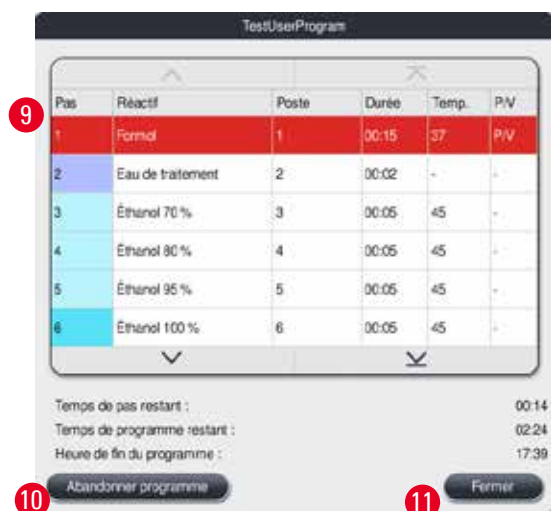 TestUserProgram
Pas Réactif Poste Durée Temp. P/V
9
1 Formol 1 00:15 37 P/V
2 Eau de traitement 2 00:02 - -
3 Éthanol 70 % 3 00:05 45 -
4 Éthanol 80 % 4 00:05 45 -
5 Éthanol 95 % 5 00:05 45 -
6 Éthanol 100 % 6 00:05 45 -
Temps de pas restant : 00:14
Temps de programme restant : 02:24
Heure de fin du programme : 17:39
10 Abandonner programme 11 Fermer